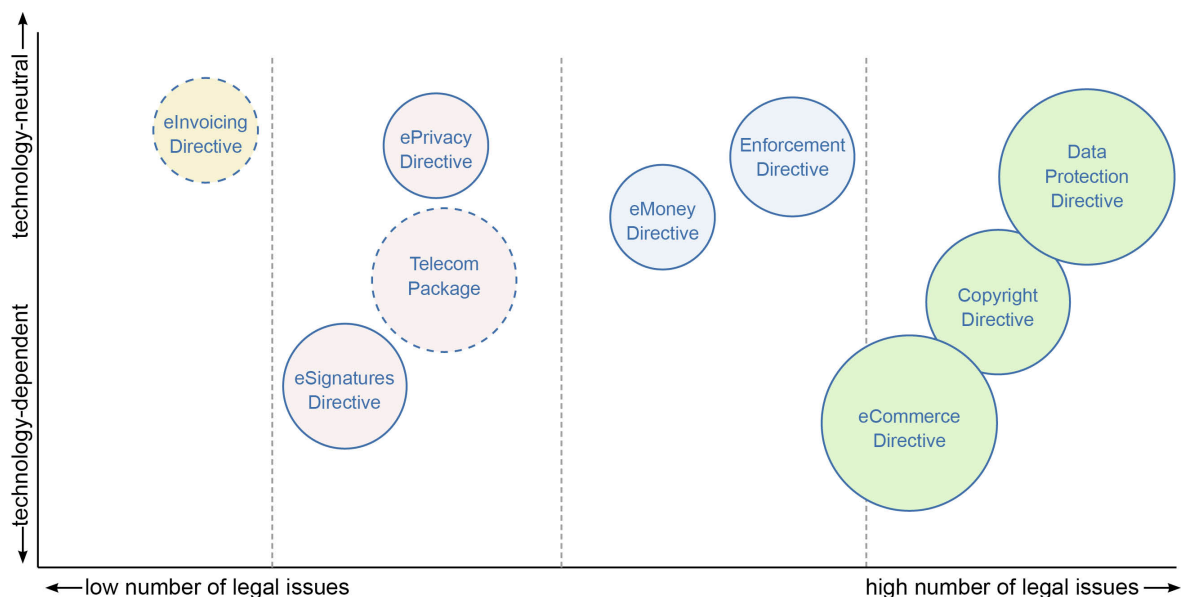 technology-neutral
technology-dependent
eInvoicing
Directive
ePrivacy
Directive
Telecom
Package
eSignatures
Directive
eMoney
Directive
Enforcement
Directive
Data
Protection
Directive
Copyright
Directive
eCommerce
Directive
low number of legal issues
high number of legal issues